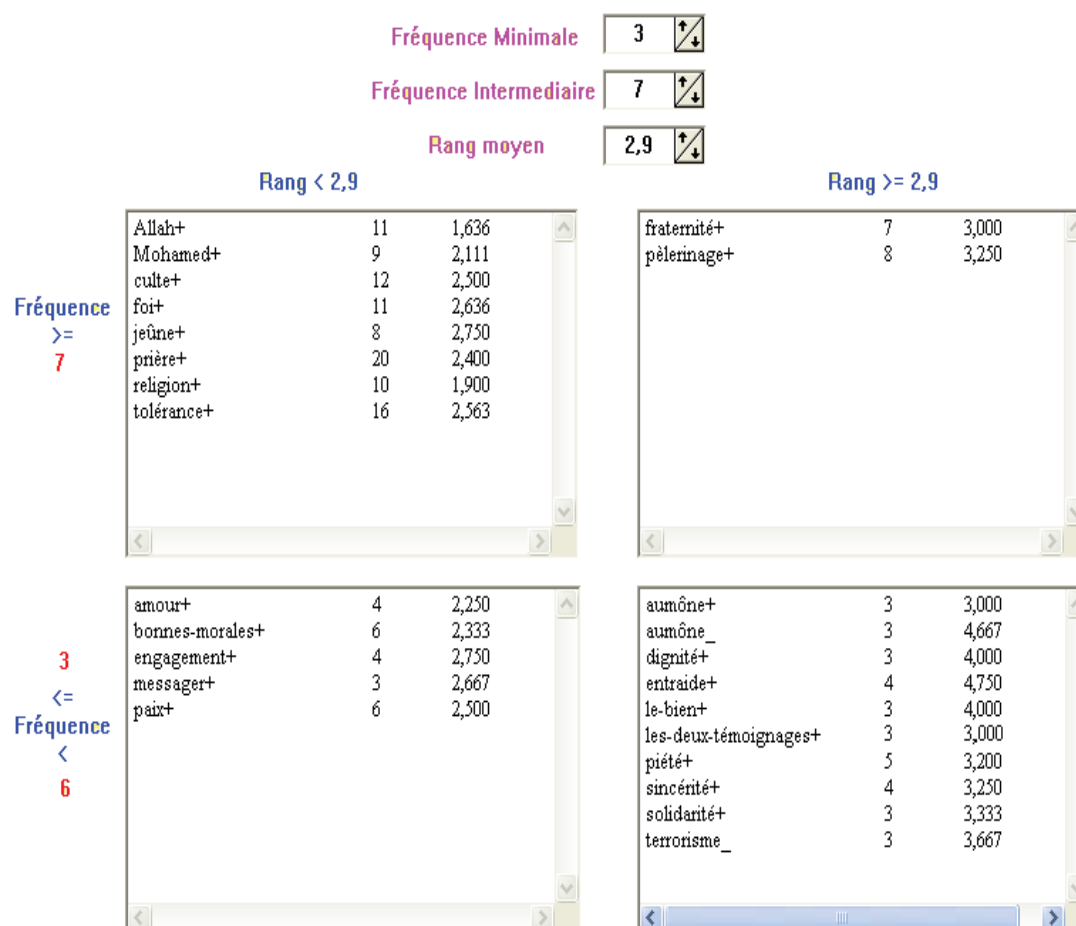 Fréquence Minimale 3
Fréquence Intermediaire 7
Rang moyen 2,9
Rang < 2,9
Rang >= 2,9
Fréquence
>=
7
Allah+ 11 1,636
Mohamed+ 9 2,111
culte+ 12 2,500
foi+ 11 2,636
jeûne+ 8 2,750
prière+ 20 2,400
religion+ 10 1,900
tolérance+ 16 2,563
fraternité+ 7 3,000
pèlerinage+ 8 3,250
3
<=
Fréquence
<
6
amour+ 4 2,250
bonnes-morales+ 6 2,333
engagement+ 4 2,750
messager+ 3 2,667
paix+ 6 2,500
aumône+ 3 3,000
aumône_ 3 4,667
dignité+ 3 4,000
entraide+ 4 4,750
le-bien+ 3 4,000
les-deux-témoignages+ 3 3,000
piété+ 5 3,200
sincérité+ 4 3,250
solidarité+ 3 3,333
terrorisme_ 3 3,667